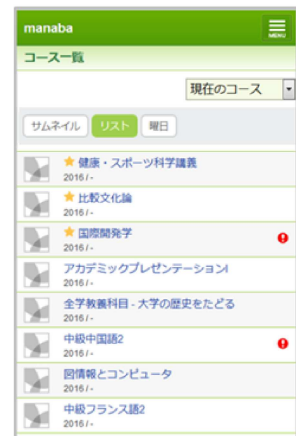 manaba
MENU
コース一覧
現在のコース
サムネイル リスト 曜日
健康・スポーツ科学講義
2016 / -
比較文化論
2016 / -
国際開発学
2016 / -
アカデミックプレゼンテーションI
2016 / -
全学教養科目 - 大学の歴史をたどる
2016 / -
中級中国語2
2016 / -
図情報とコンピュータ
2016 / -
中級フランス語2
2016 / -